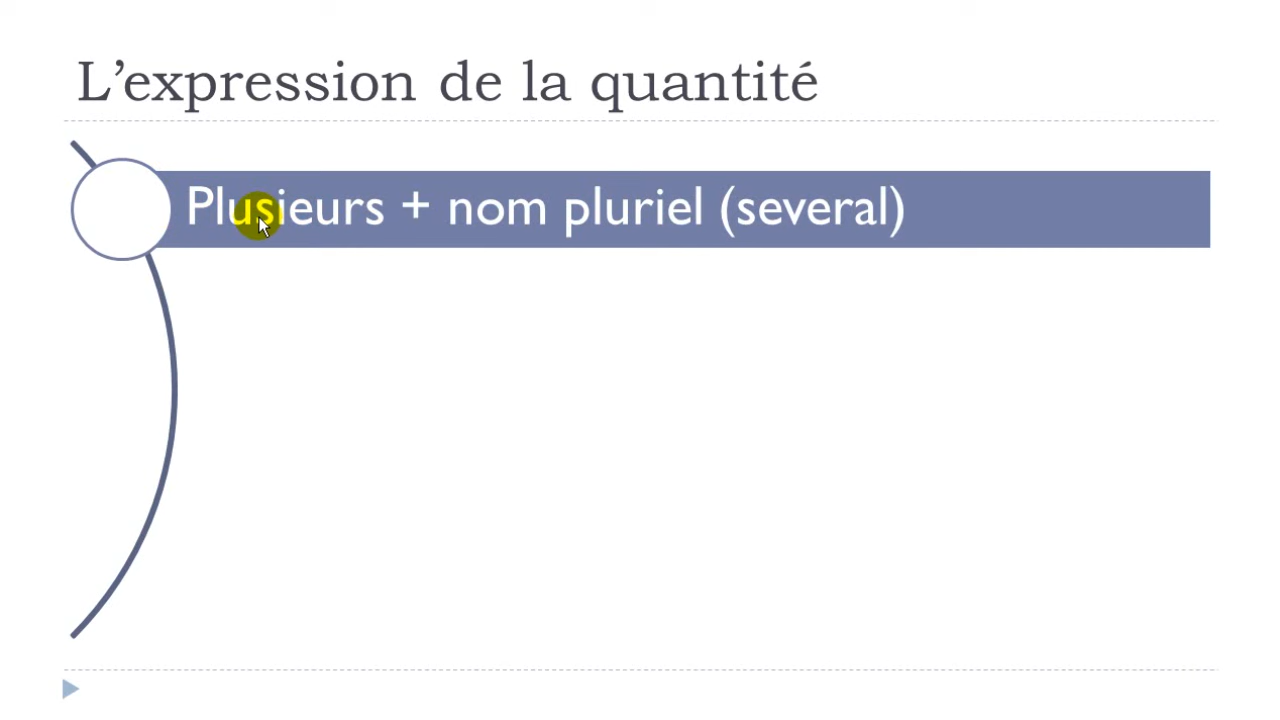 L’expression de la quantité
Plusieurs + nom pluriel (several)